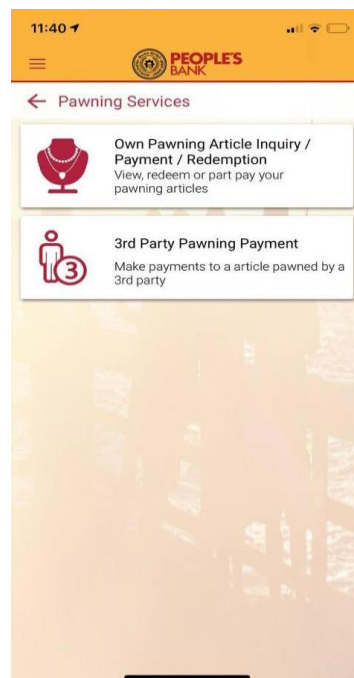 11:40
PEOPLE'S
BANK
Pawning Services
Own Pawning Article Inquiry /
Payment / Redemption
View, redeem or part pay your
pawning articles
3rd Party Pawning Payment
Make payments to a article pawned by a
3rd party
3